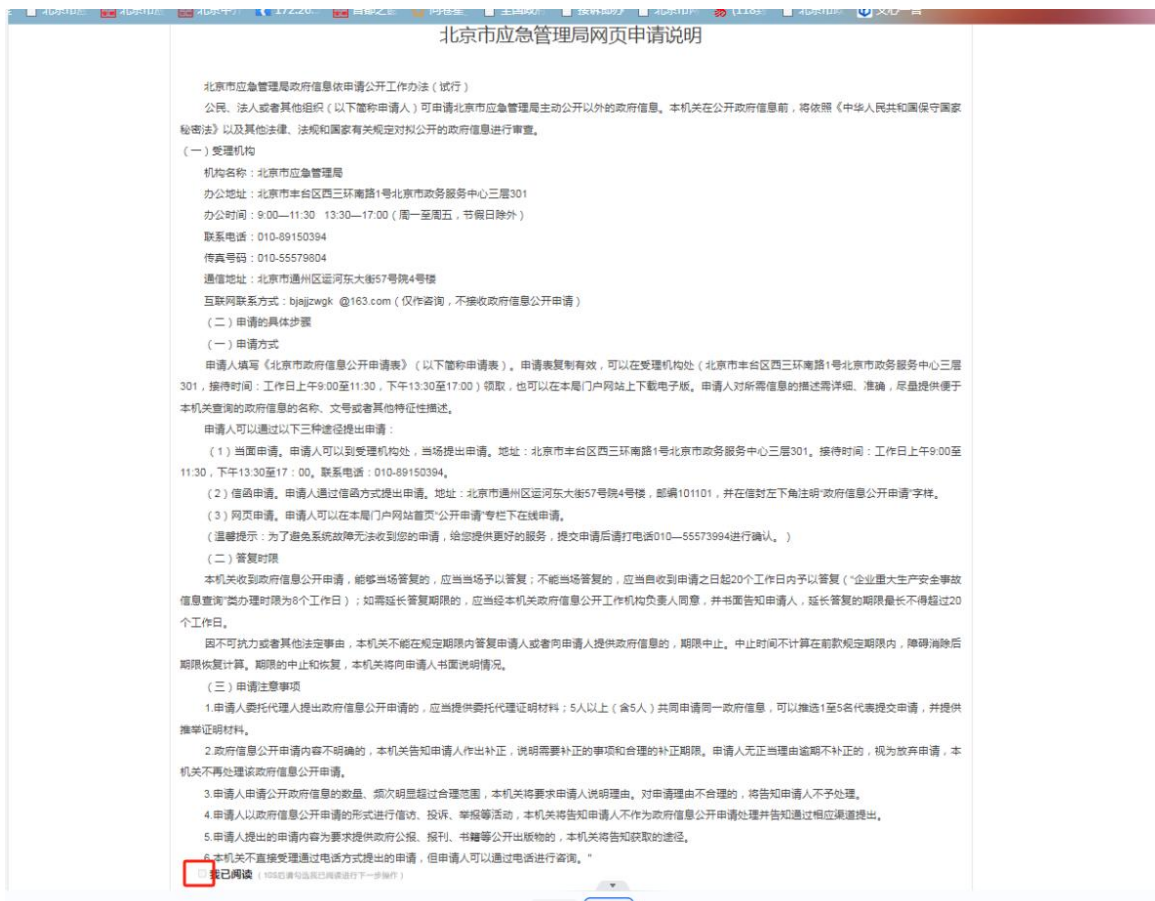 北京市应急管理局网页申请说明
北京市应急管理局政府信息依申请公开工作办法（试行）
公民、法人或者其他组织（以下简称申请人）可申请北京市应急管理局主动公开以外的政府信息。本机关在公开政府信息前，将依照《中华人民共和国保守国家
秘密法》以及其他法律、法规和国家有关规定对拟公开的政府信息进行审查。
（一）受理机构
机构名称：北京市应急管理局
办公地址：北京市丰台区西三环南路1号北京市政务服务中心三层301
办公时间：9:00—11:30 13:30—17:00（周一至周五，节假日除外）
联系电话：010-89150394
传真号码：010-55579804
通信地址：北京市通州区运河东大街57号院4号楼
互联网联系方式：bjajjzwgk @163.com（仅作咨询，不接收政府信息公开申请）
（二）申请的具体步骤
（一）申请方式
申请人填写《北京市政府信息公开申请表》（以下简称申请表）。申请表复制有效，可以在受理机构处（北京市丰台区西三环南路1号北京市政务服务中心三层
301，接待时间：工作日上午9:00至11:30，下午13:30至17:00）领取，也可以在本局门户网站上下载电子版。申请人对所需信息的描述需详细、准确，尽量提供便于
本机关查询的政府信息的名称、文号或者其他特征性描述。
申请人可以通过以下三种途径提出申请：
（1）当面申请。申请人可以到受理机构处，当场提出申请。地址：北京市丰台区西三环南路1号北京市政务服务中心三层301。接待时间：工作日上午9:00至
11:30，下午13:30至17：00。联系电话：010-89150394。
（2）信函申请。申请人通过信函方式提出申请。地址：北京市通州区运河东大街57号院4号楼，邮编101101，并在信封左下角注明“政府信息公开申请”字样。
（3）网页申请。申请人可以在本局门户网站首页“公开申请”专栏下在线申请。
（温馨提示：为了避免系统故障无法收到您的申请，给您提供更好的服务，提交申请后请打电话010—55573994进行确认。）
（二）答复时限
本机关收到政府信息公开申请，能够当场答复的，应当当场予以答复；不能当场答复的，应当自收到申请之日起20个工作日内予以答复（“企业重大生产安全事故
信息查询”类办理时限为8个工作日）；如需延长答复期限的，应当经本机关政府信息公开工作机构负责人同意，并书面告知申请人，延长答复的期限最长不得超过20
个工作日。
因不可抗力或者其他法定事由，本机关不能在规定期限内答复申请人或者向申请人提供政府信息的，期限中止。中止时间不计算在前款规定期限内，障碍消除后
期限恢复计算。期限的中止和恢复，本机关将向申请人书面说明情况。
（三）申请注意事项
1.申请人委托代理人提出政府信息公开申请的，应当提供委托代理证明材料；5人以上（含5人）共同申请同一政府信息，可以推选1至5名代表提交申请，并提供
推举证明材料。
2.政府信息公开申请内容不明确的，本机关告知申请人作出补正，说明需要补正的事项和合理的补正期限。申请人无正当理由逾期不补正的，视为放弃申请，本
机关不再处理该政府信息公开申请。
3.申请人申请公开政府信息的数量、频次明显超过合理范围，本机关将要求申请人说明理由。对申请理由不合理的，将告知申请人不予处理。
4.申请人以政府信息公开申请的形式进行信访、投诉、举报等活动，本机关将告知申请人不作为政府信息公开申请处理并告知通过相应渠道提出。
5.申请人提出的申请内容为要求提供政府公报、报刊、书籍等公开出版物的，本机关将告知获取的途径。
6.本机关不直接受理通过电话方式提出的申请，但申请人可以通过电话进行咨询。"
我已阅读（10S后请勾选我已阅读进行下一步操作）